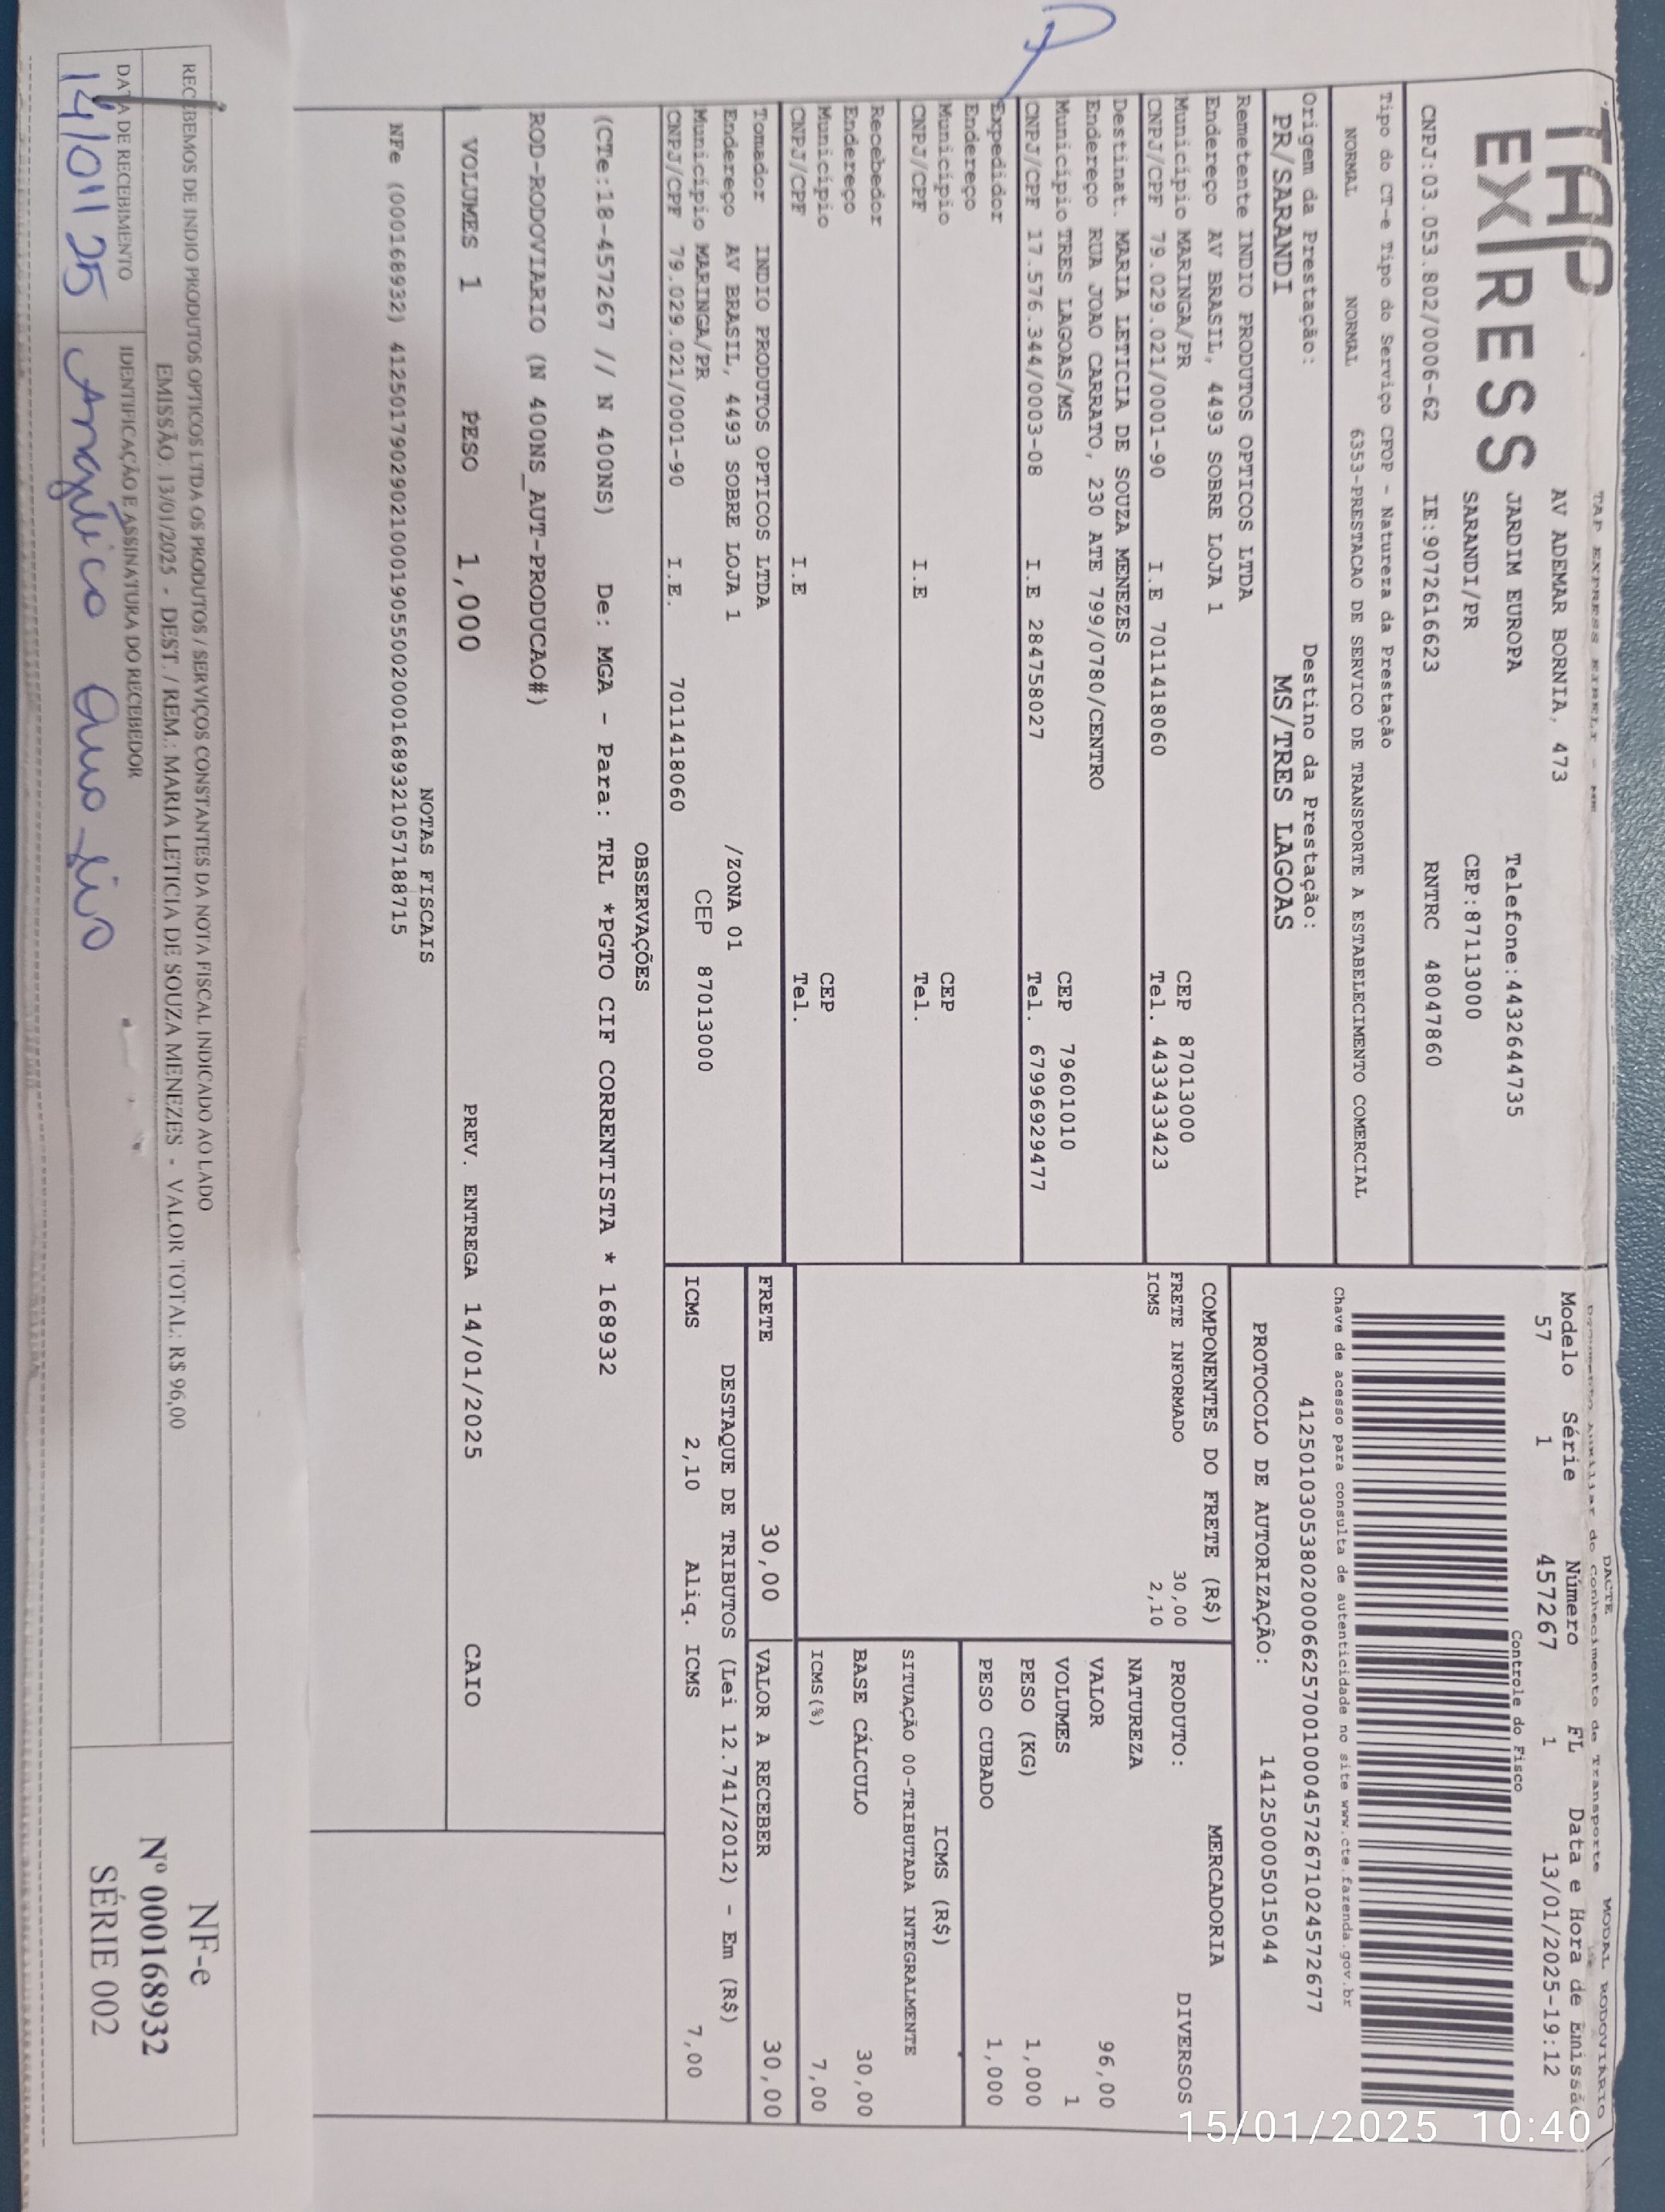 TAP EXPRESS EIRELI - ME
TAP
EXPRESS
AV ADEMAR BORNIA, 473
JARDIM EUROPA Telefone:4432644735
SARANDI/PR CEP:87113000
CNPJ:03.053.802/0006-62 IE:9072616623 RNTRC 48047860
Tipo do CT-e Tipo do Serviço CFOP - Natureza da Prestação
NORMAL NORMAL 6353-PRESTACAO DE SERVICO DE TRANSPORTE A ESTABELECIMENTO COMERCIAL
Origem da Prestação: Destino da Prestação:
PR/SARANDI MS/TRES LAGOAS
Remetente INDIO PRODUTOS OPTICOS LTDA
Endereço AV BRASIL, 4493 SOBRE LOJA 1
Município MARINGA/PR CEP 87013000
CNPJ/CPF 79.029.021/0001-90 I.E 7011418060 Tel. 443343​3423
Destinat. MARIA LETICIA DE SOUZA MENEZES
Endereço RUA JOAO CARRATO, 230 ATE 799/0780/CENTRO
Município TRES LAGOAS/MS CEP 79601010
CNPJ/CPF 17.576.344/0003-08 I.E 284758027 Tel. 67996929477
Expedidor
Endereço
Município CEP
CNPJ/CPF I.E Tel.
Recebedor
Endereço
Município CEP
CNPJ/CPF I.E Tel.
Tomador INDIO PRODUTOS OPTICOS LTDA
Endereço AV BRASIL, 4493 SOBRE LOJA 1 /ZONA 01
Município MARINGA/PR CEP 87013000
CNPJ/CPF 79.029.021/0001-90 I.E. 7011418060
DACTE MODAL RODOVIÁRIO
Documento Auxiliar do Conhecimento de Transporte
Modelo Série Número FL Data e Hora de Emissão
57 1 457267 1 13/01/2025-19:12
Controle do Fisco
Chave de acesso para consulta de autenticidade no site www.cte.fazenda.gov.br
41250103053802000662570010004572671024572677
PROTOCOLO DE AUTORIZAÇÃO: 141250005015044
COMPONENTES DO FRETE (R$)
FRETE INFORMADO 30,00
ICMS 2,10
MERCADORIA
PRODUTO: DIVERSOS
NATUREZA
VALOR 96,00
VOLUMES 1
PESO (KG) 1,000
PESO CUBADO 1,000
ICMS (R$)
SITUAÇÃO 00-TRIBUTADA INTEGRALMENTE
BASE CÁLCULO 30,00
ICMS(%) 7,00
FRETE 30,00 VALOR A RECEBER 30,00
DESTAQUE DE TRIBUTOS (Lei 12.741/2012) - Em (R$)
ICMS 2,10 Aliq. ICMS 7,00
OBSERVAÇÕES
(CTe:18-457267 // N 400NS) De: MGA - Para: TRL *PGTO CIF CORRENTISTA * 168932
ROD-RODOVIARIO (N 400NS_AUT-PRODUCAO#)
VOLUMES 1 PESO 1,000 PREV. ENTREGA 14/01/2025 CAIO
NOTAS FISCAIS
NFe (000168932) 41250179029021000190550020001689321057188715
RECEBEMOS DE INDIO PRODUTOS OPTICOS LTDA OS PRODUTOS / SERVIÇOS CONSTANTES DA NOTA FISCAL INDICADO AO LADO
EMISSÃO: 13/01/2025 - DEST. / REM.: MARIA LETICIA DE SOUZA MENEZES - VALOR TOTAL: R$ 96,00
DATA DE RECEBIMENTO IDENTIFICAÇÃO E ASSINATURA DO RECEBEDOR
14/01/25
NF-e
Nº 000168932
SÉRIE 002
15/01/2025 10:40